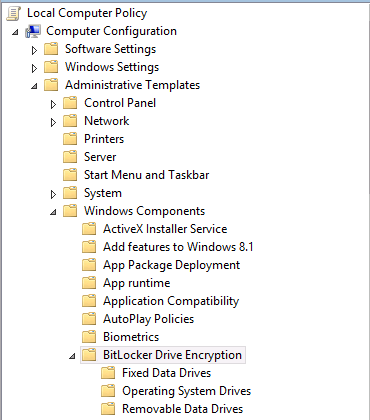 Local Computer Policy
Computer Configuration
Software Settings
Windows Settings
Administrative Templates
Control Panel
Network
Printers
Server
Start Menu and Taskbar
System
Windows Components
ActiveX Installer Service
Add features to Windows 8.1
App Package Deployment
App runtime
Application Compatibility
AutoPlay Policies
Biometrics
BitLocker Drive Encryption
Fixed Data Drives
Operating System Drives
Removable Data Drives